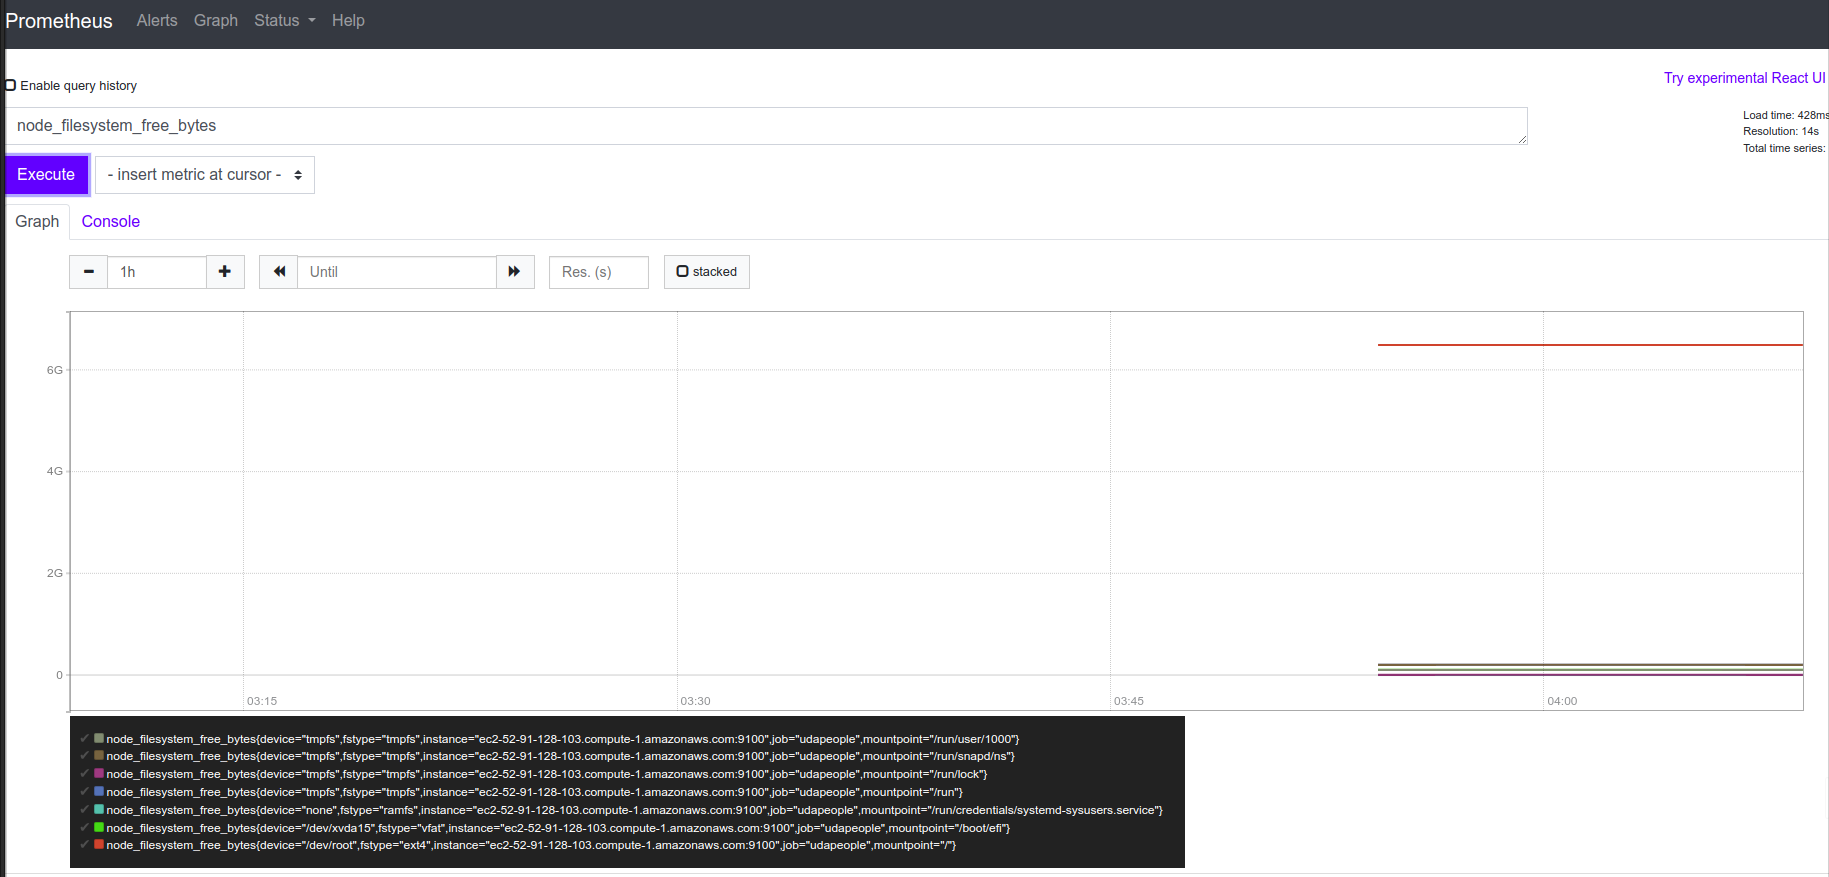 Prometheus Alerts Graph Status Help
Enable query history
Try experimental React UI
node_filesystem_free_bytes
Load time: 428ms
Resolution: 14s
Total time series:
Execute - insert metric at cursor -
Graph Console
1h Until Res. (s) stacked
6G
4G
2G
0
03:15 03:30 03:45 04:00
node_filesystem_free_bytes{device="tmpfs",fstype="tmpfs",instance="ec2-52-91-128-103.compute-1.amazonaws.com:9100",job="udapeople",mountpoint="/run/user/1000"}
node_filesystem_free_bytes{device="tmpfs",fstype="tmpfs",instance="ec2-52-91-128-103.compute-1.amazonaws.com:9100",job="udapeople",mountpoint="/run/snapd/ns"}
node_filesystem_free_bytes{device="tmpfs",fstype="tmpfs",instance="ec2-52-91-128-103.compute-1.amazonaws.com:9100",job="udapeople",mountpoint="/run/lock"}
node_filesystem_free_bytes{device="tmpfs",fstype="tmpfs",instance="ec2-52-91-128-103.compute-1.amazonaws.com:9100",job="udapeople",mountpoint="/run"}
node_filesystem_free_bytes{device="none",fstype="ramfs",instance="ec2-52-91-128-103.compute-1.amazonaws.com:9100",job="udapeople",mountpoint="/run/credentials/systemd-sysusers.service"}
node_filesystem_free_bytes{device="/dev/xvda15",fstype="vfat",instance="ec2-52-91-128-103.compute-1.amazonaws.com:9100",job="udapeople",mountpoint="/boot/efi"}
node_filesystem_free_bytes{device="/dev/root",fstype="ext4",instance="ec2-52-91-128-103.compute-1.amazonaws.com:9100",job="udapeople",mountpoint="/"}